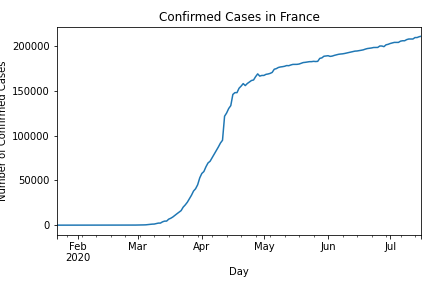 Confirmed Cases in France
Number of Confirmed Cases
200000
150000
100000
50000
0
Feb Mar Apr May Jun Jul
2020
Day